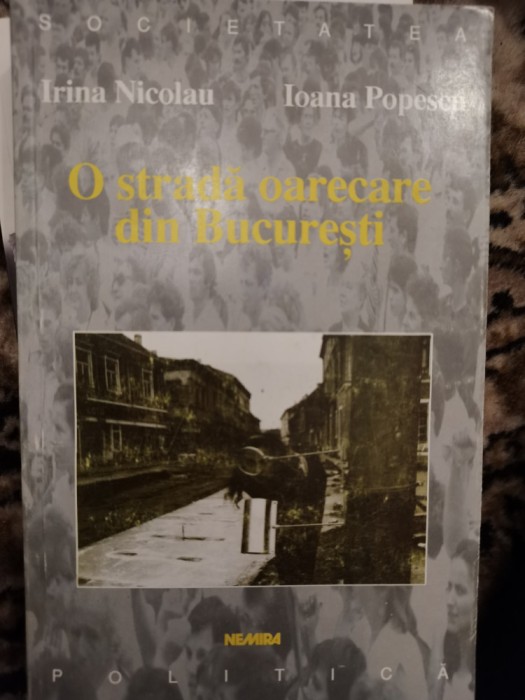 SOCIETATEA
Irina Nicolau Ioana Popescu
O stradă oarecare
din București
NEMIRA
POLITICĂ